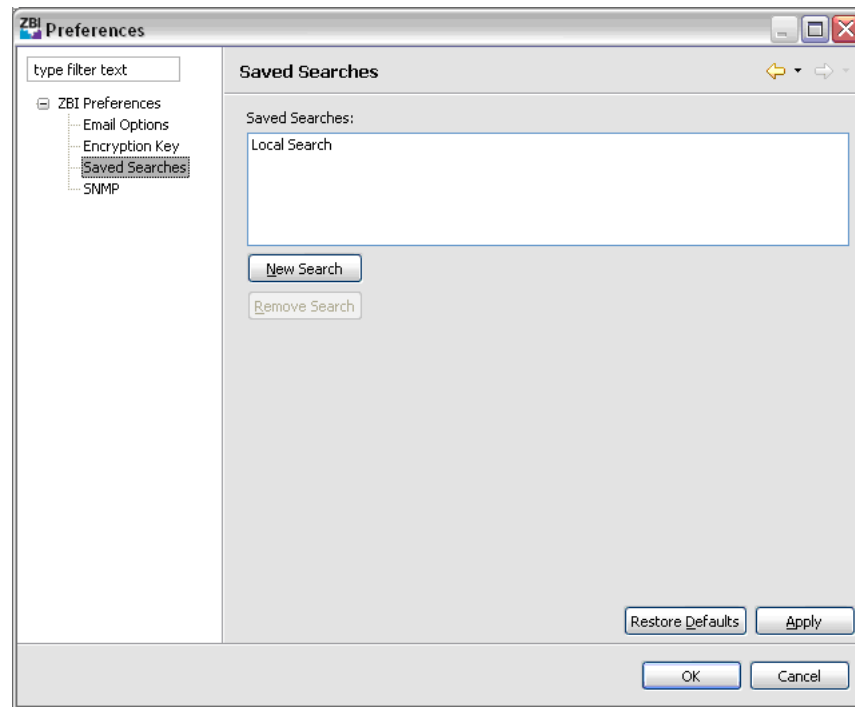 ZBI Preferences
type filter text
ZBI Preferences
Email Options
Encryption Key
Saved Searches
SNMP
Saved Searches
Saved Searches:
Local Search
New Search
Remove Search
Restore Defaults Apply
OK Cancel